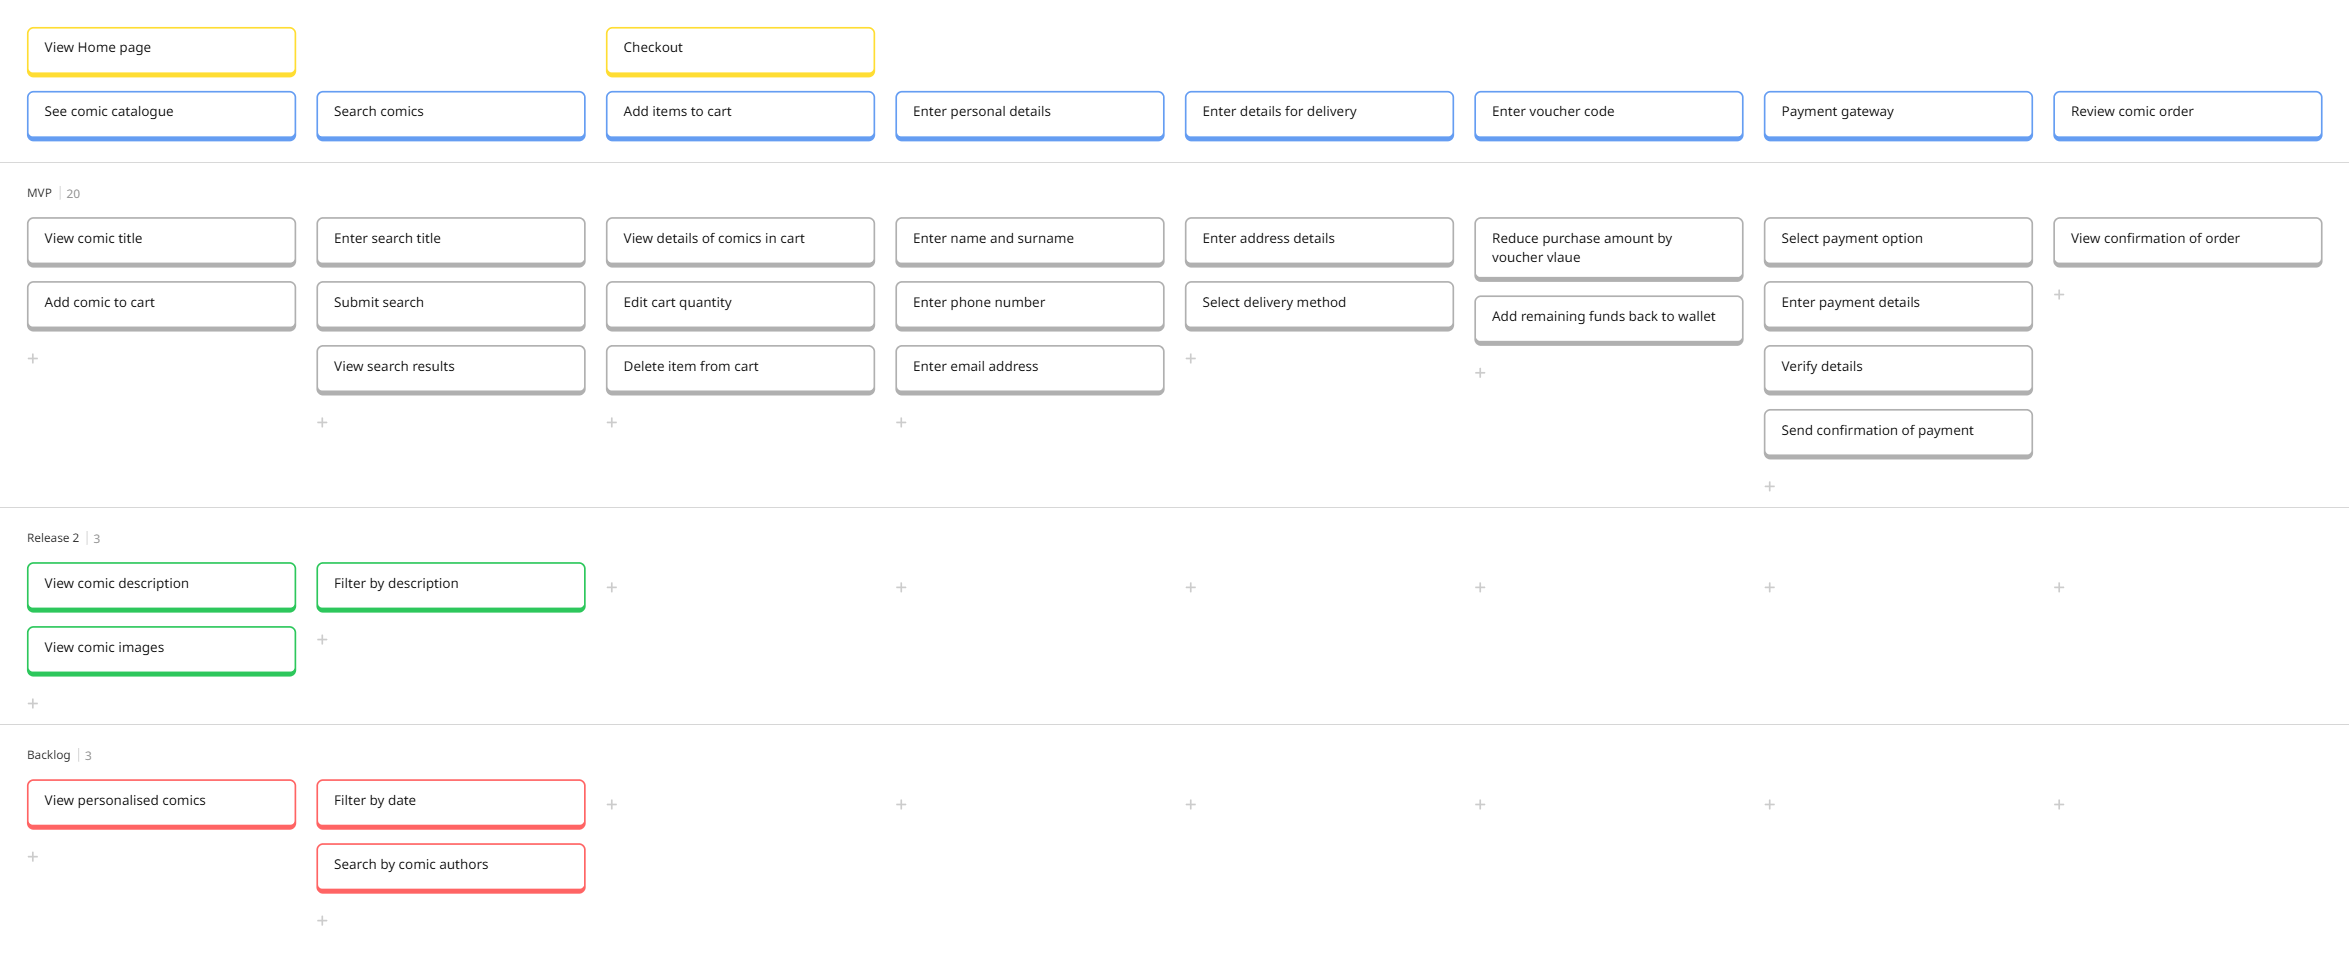 View Home page
Checkout
See comic catalogue
Search comics
Add items to cart
Enter personal details
Enter details for delivery
Enter voucher code
Payment gateway
Review comic order
MVP 20
View comic title
Enter search title
View details of comics in cart
Enter name and surname
Enter address details
Reduce purchase amount by
voucher vlaue
Select payment option
View confirmation of order
Add comic to cart
Submit search
Edit cart quantity
Enter phone number
Select delivery method
Add remaining funds back to wallet
Enter payment details
View search results
Delete item from cart
Enter email address
Verify details
Send confirmation of payment
Release 2 3
View comic description
Filter by description
View comic images
Backlog 3
View personalised comics
Filter by date
Search by comic authors